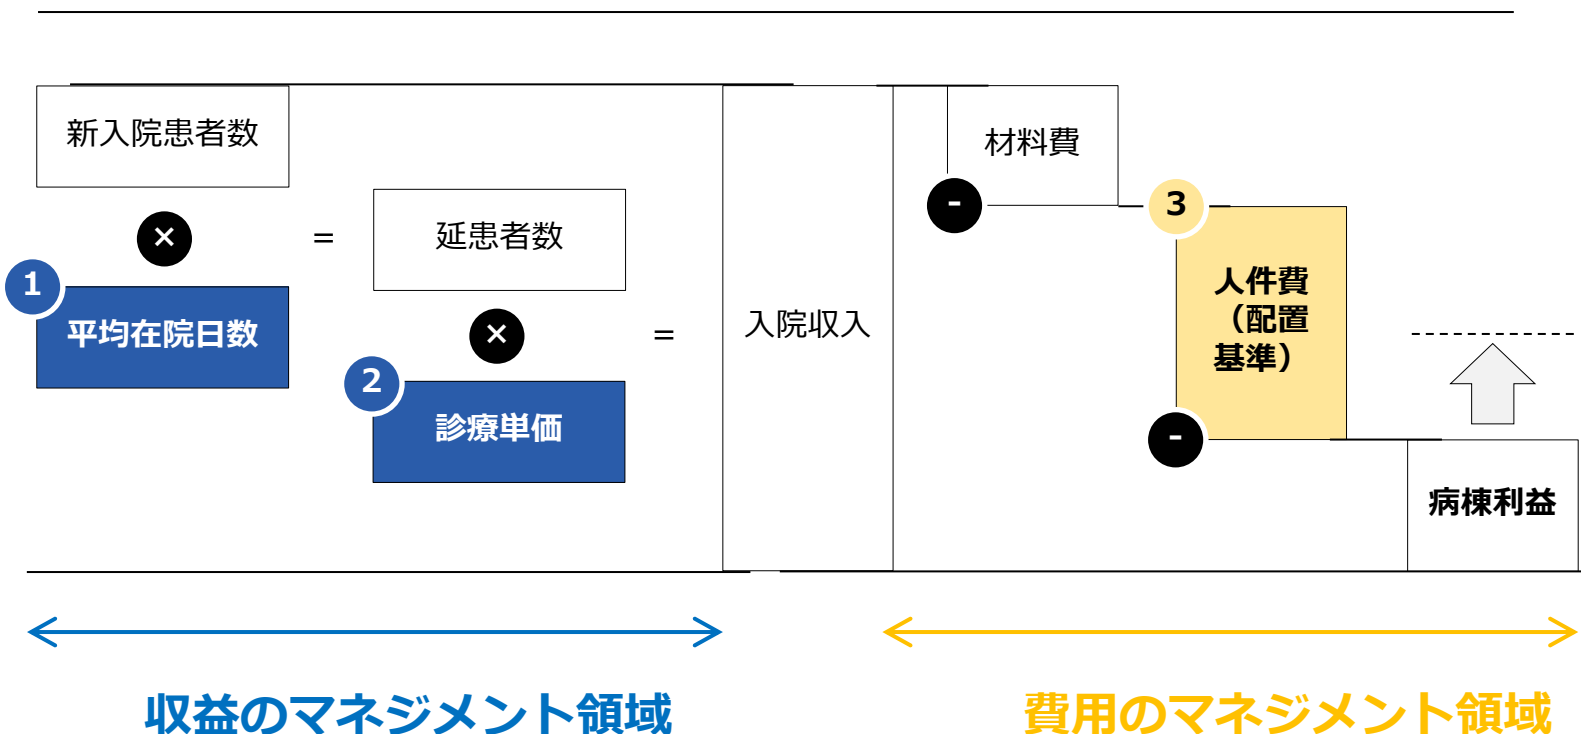 新入院患者数
×
=
1
平均在院日数
延患者数
×
=
2
診療単価
入院収入
材料費
-
3
人件費
（配置
基準）
-
病棟利益
収益のマネジメント領域
費用のマネジメント領域